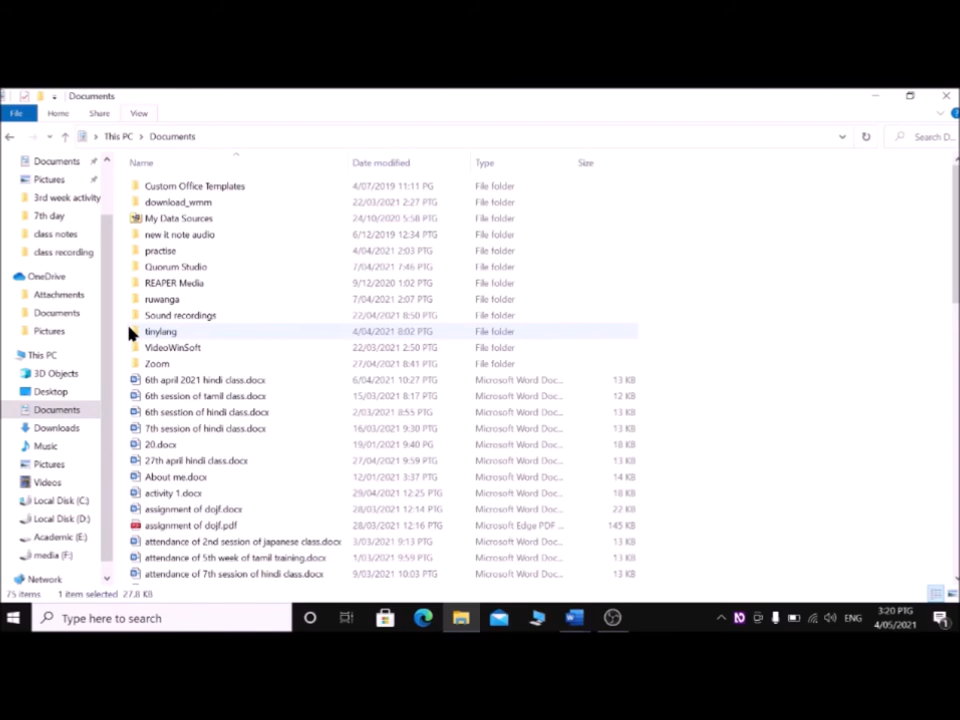 Documents
File Home Share View
This PC Documents Search D...
Documents
Pictures
3rd week activity
7th day
class notes
class recording
OneDrive
Attachments
Documents
Pictures
This PC
3D Objects
Desktop
Documents
Downloads
Music
Pictures
Videos
Local Disk (C:)
Local Disk (D:)
Academic (E:)
media (F:)
Network
Name Date modified Type Size
Custom Office Templates 4/07/2019 11:11 PG File folder
download_wmm 22/03/2021 2:27 PTG File folder
My Data Sources 24/10/2020 5:58 PTG File folder
new it note audio 6/12/2019 12:34 PTG File folder
practise 4/04/2021 2:03 PTG File folder
Quorum Studio 7/04/2021 7:46 PTG File folder
REAPER Media 9/12/2020 1:02 PTG File folder
ruwanga 7/04/2021 2:07 PTG File folder
Sound recordings 22/04/2021 8:50 PTG File folder
tinylang 4/04/2021 8:02 PTG File folder
VideoWinSoft 22/03/2021 2:50 PTG File folder
Zoom 27/04/2021 8:41 PTG File folder
6th april 2021 hindi class.docx 6/04/2021 10:27 PTG Microsoft Word Doc... 13 KB
6th session of tamil class.docx 15/03/2021 8:17 PTG Microsoft Word Doc... 12 KB
6th sesstion of hindi class.docx 2/03/2021 8:55 PTG Microsoft Word Doc... 13 KB
7th session of hindi class.docx 16/03/2021 9:30 PTG Microsoft Word Doc... 13 KB
20.docx 19/01/2021 9:40 PG Microsoft Word Doc... 18 KB
27th april hindi class.docx 27/04/2021 9:59 PTG Microsoft Word Doc... 13 KB
About me.docx 12/01/2021 3:37 PTG Microsoft Word Doc... 14 KB
activity 1.docx 29/04/2021 12:25 PTG Microsoft Word Doc... 18 KB
assignment of dojf.docx 28/03/2021 12:14 PTG Microsoft Word Doc... 22 KB
assignment of dojf.pdf 28/03/2021 12:16 PTG Microsoft Edge PDF ... 145 KB
attendance of 2nd session of japanese class.docx 3/03/2021 9:13 PTG Microsoft Word Doc... 13 KB
attendance of 5th week of tamil training.docx 1/03/2021 9:59 PTG Microsoft Word Doc... 13 KB
attendance of 7th session of hindi class.docx 9/03/2021 10:03 PTG Microsoft Word Doc... 13 KB
75 items 1 item selected 27.8 KB
Type here to search
ENG
3:20 PTG
4/05/2021